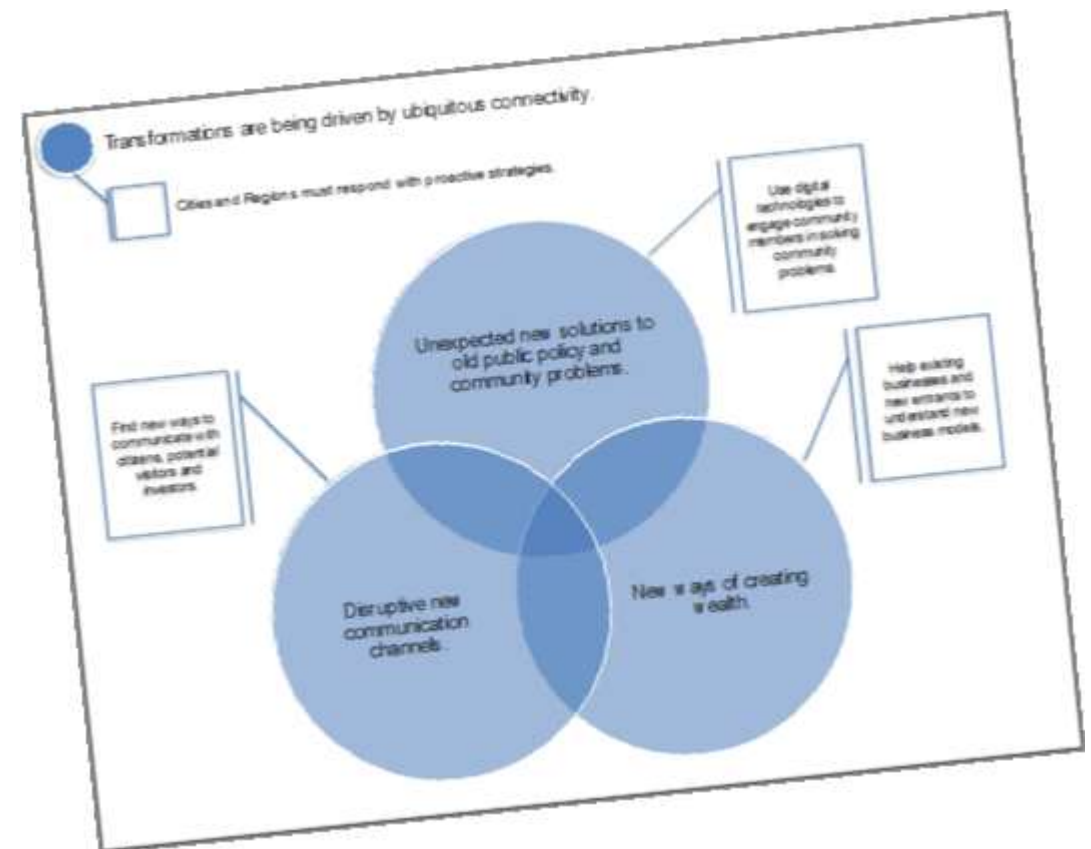 Transformations are being driven by ubiquitous connectivity.
Cities and Regions must respond with proactive strategies.
Use digital
technologies to
engage community
members in solving
community
problems.
Unexpected new solutions to
old public policy and
community problems.
Help existing
businesses and
new entrants to
understand new
business models.
Find new ways to
communicate with
citizens, potential
visitors and
investors.
Disruptive new
communication
channels.
New ways of creating
wealth.